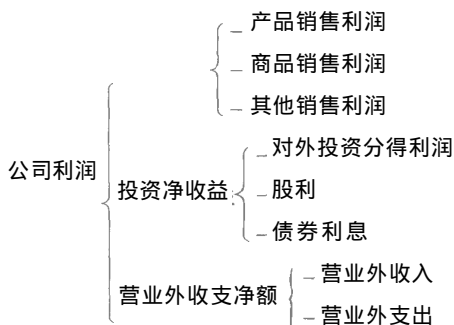 产品销售利润
商品销售利润
其他销售利润
公司利润
投资净收益
对外投资分得利润
股利
债券利息
营业外收支净额
营业外收入
营业外支出